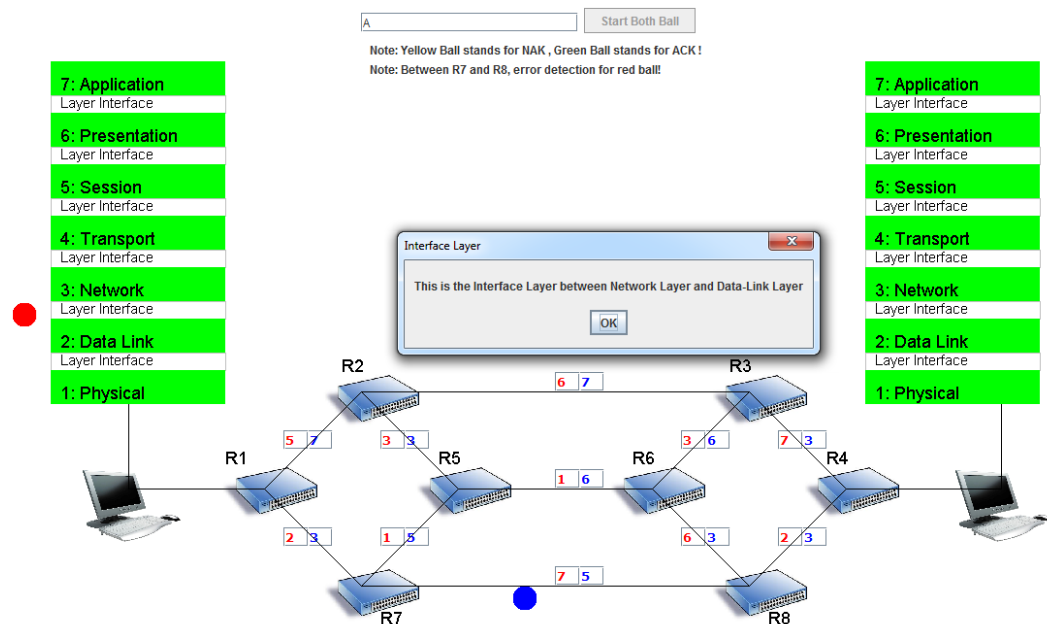 A
Start Both Ball
Note: Yellow Ball stands for NAK , Green Ball stands for ACK !
Note: Between R7 and R8, error detection for red ball!
7: Application
Layer Interface
6: Presentation
Layer Interface
5: Session
Layer Interface
4: Transport
Layer Interface
3: Network
Layer Interface
2: Data Link
Layer Interface
1: Physical
7: Application
Layer Interface
6: Presentation
Layer Interface
5: Session
Layer Interface
4: Transport
Layer Interface
3: Network
Layer Interface
2: Data Link
Layer Interface
1: Physical
Interface Layer
This is the Interface Layer between Network Layer and Data-Link Layer
OK
R2
R3
6 7
5 7
3 3
3 6
7 3
R1
R5
R6
R4
1 6
2 3
1 5
6 3
2 3
7 5
R7
R8